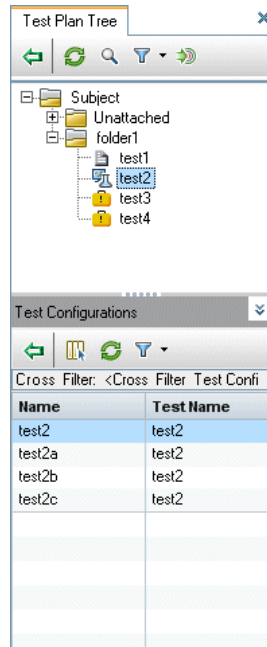 Test Plan Tree
Subject
Unattached
folder1
test1
test2
test3
test4
Test Configurations
Cross Filter: <Cross Filter Test Confi
Name Test Name
test2 test2
test2a test2
test2b test2
test2c test2